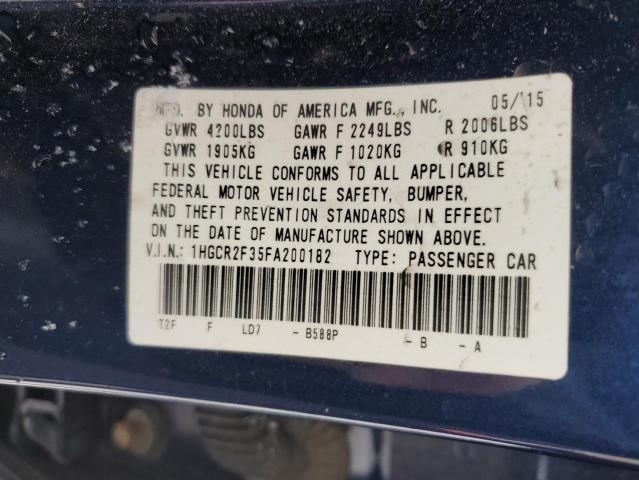 MFD. BY HONDA OF AMERICA MFG., INC. 05/15
GVWR 4200LBS GAWR F 2249LBS R 2006LBS
GVWR 1905KG GAWR F 1020KG R 910KG
THIS VEHICLE CONFORMS TO ALL APPLICABLE
FEDERAL MOTOR VEHICLE SAFETY, BUMPER,
AND THEFT PREVENTION STANDARDS IN EFFECT
ON THE DATE OF MANUFACTURE SHOWN ABOVE.
V.I.N.: 1HGCR2F35FA200182 TYPE: PASSENGER CAR
T2F F LD7 - B588P - B - A